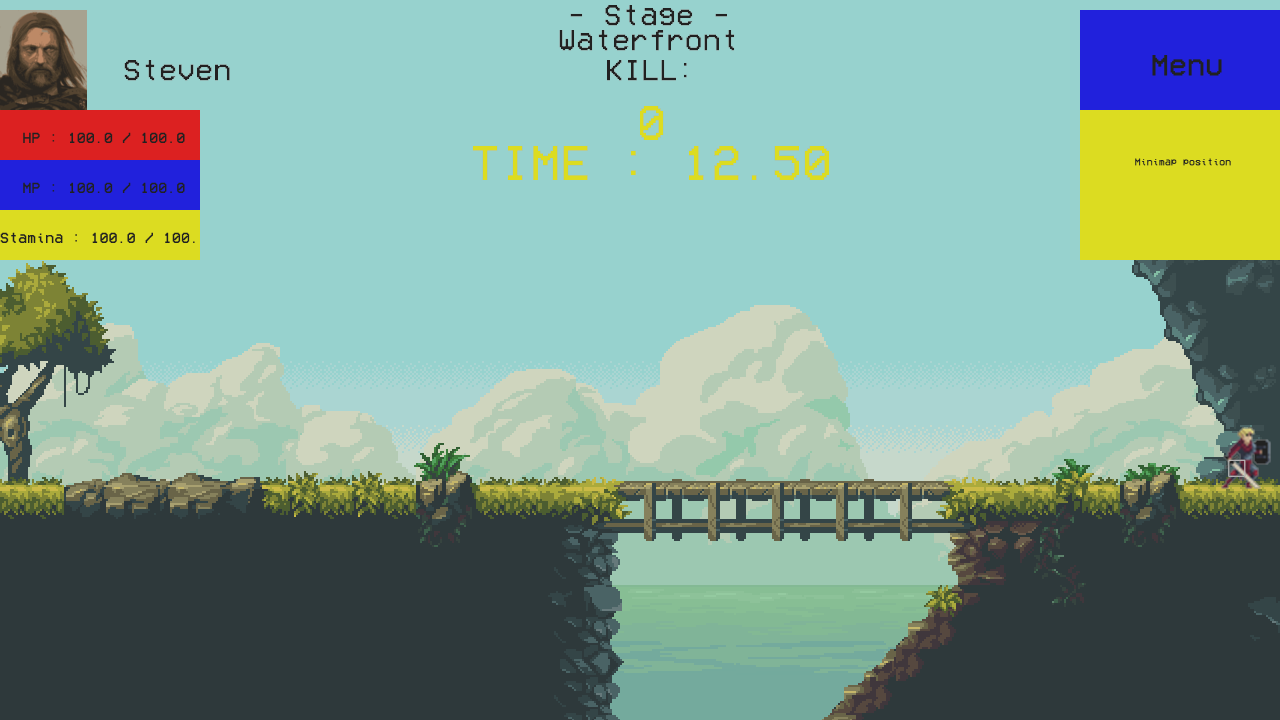 - Stage -
Waterfront
Steven
KILL:
Menu
0
HP : 100.0 / 100.0
TIME : 12.50
Minimap position
MP : 100.0 / 100.0
Stamina : 100.0 / 100.